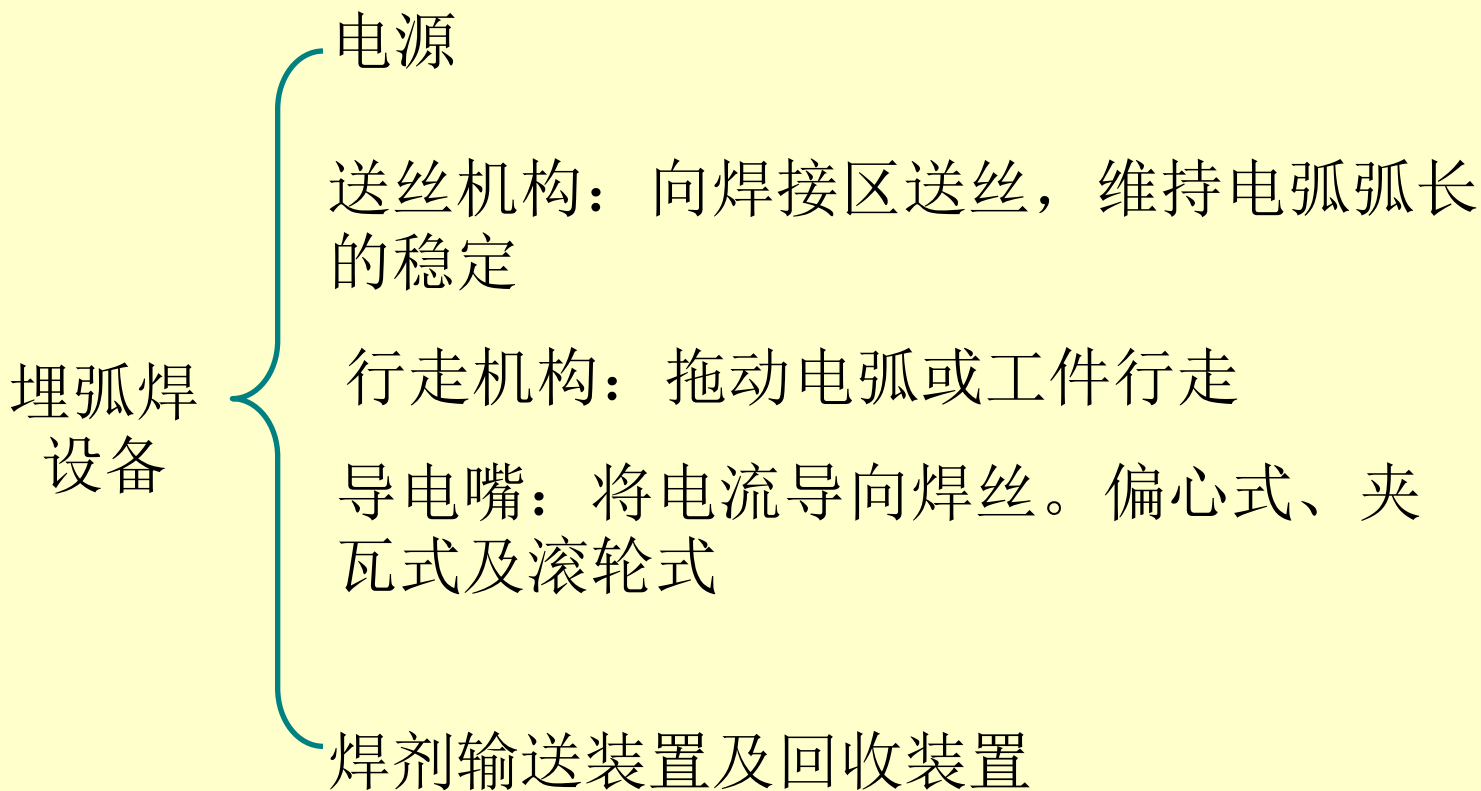 电源
送丝机构：向焊接区送丝，维持电弧弧长
的稳定
埋弧焊
设备
行走机构：拖动电弧或工件行走
导电嘴：将电流导向焊丝。偏心式、夹
瓦式及滚轮式
焊剂输送装置及回收装置